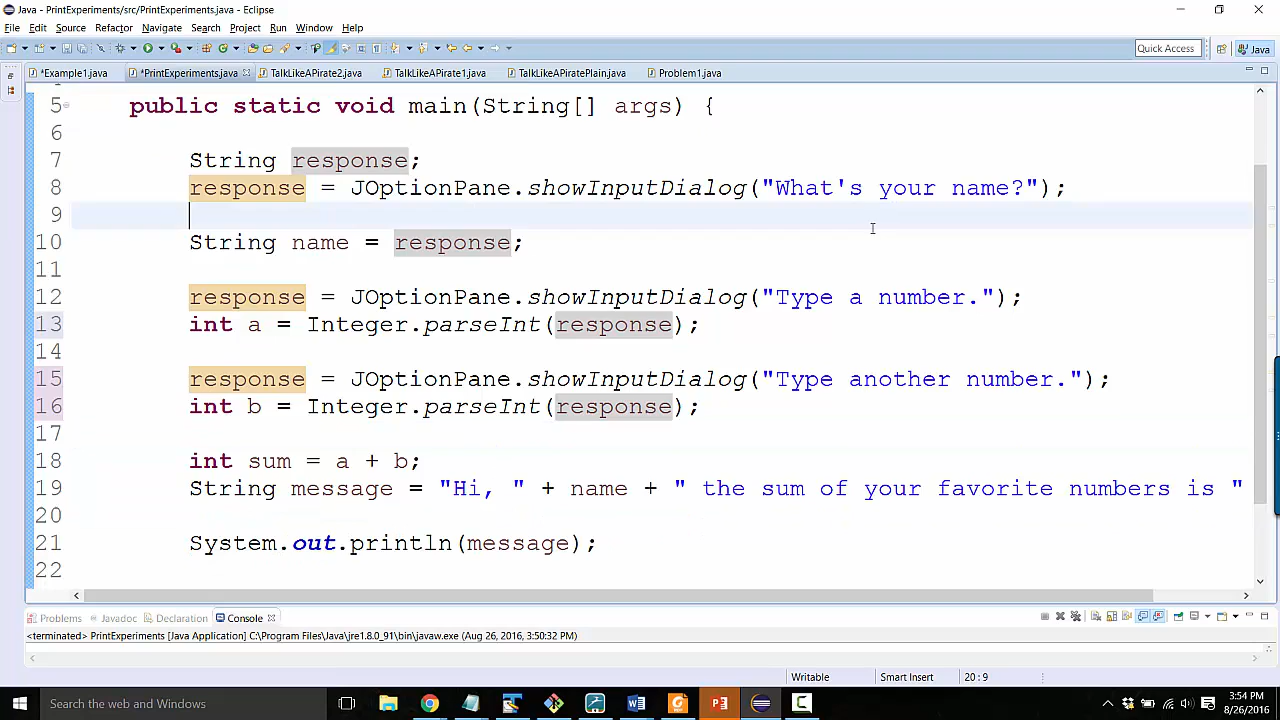 Java - PrintExperiments/src/PrintExperiments.java - Eclipse
File Edit Source Refactor Navigate Search Project Run Window Help
Quick Access Java
*Example1.java *PrintExperiments.java TalkLikeAPirate2.java TalkLikeAPirate1.java TalkLikeAPiratePlain.java Problem1.java
5 public static void main(String[] args) {
6
7 String response;
8 response = JOptionPane.showInputDialog("What's your name?");
9
10 String name = response;
11
12 response = JOptionPane.showInputDialog("Type a number.");
13 int a = Integer.parseInt(response);
14
15 response = JOptionPane.showInputDialog("Type another number.");
16 int b = Integer.parseInt(response);
17
18 int sum = a + b;
19 String message = "Hi, " + name + " the sum of your favorite numbers is "
20
21 System.out.println(message);
22
Problems Javadoc Declaration Console
<terminated> PrintExperiments [Java Application] C:\Program Files\Java\jre1.8.0_91\bin\javaw.exe (Aug 26, 2016, 3:50:32 PM)
Writable Smart Insert 20 : 9
Search the web and Windows
3:54 PM
8/26/2016